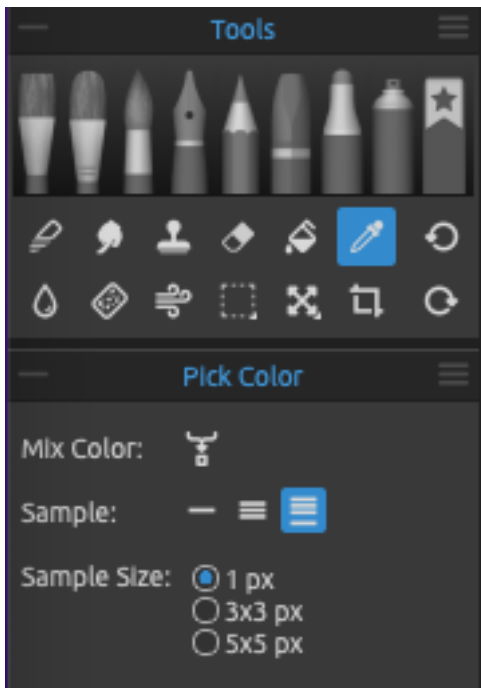 Tools
Pick Color
Mix Color:
Sample:
Sample Size: 1 px
3x3 px
5x5 px